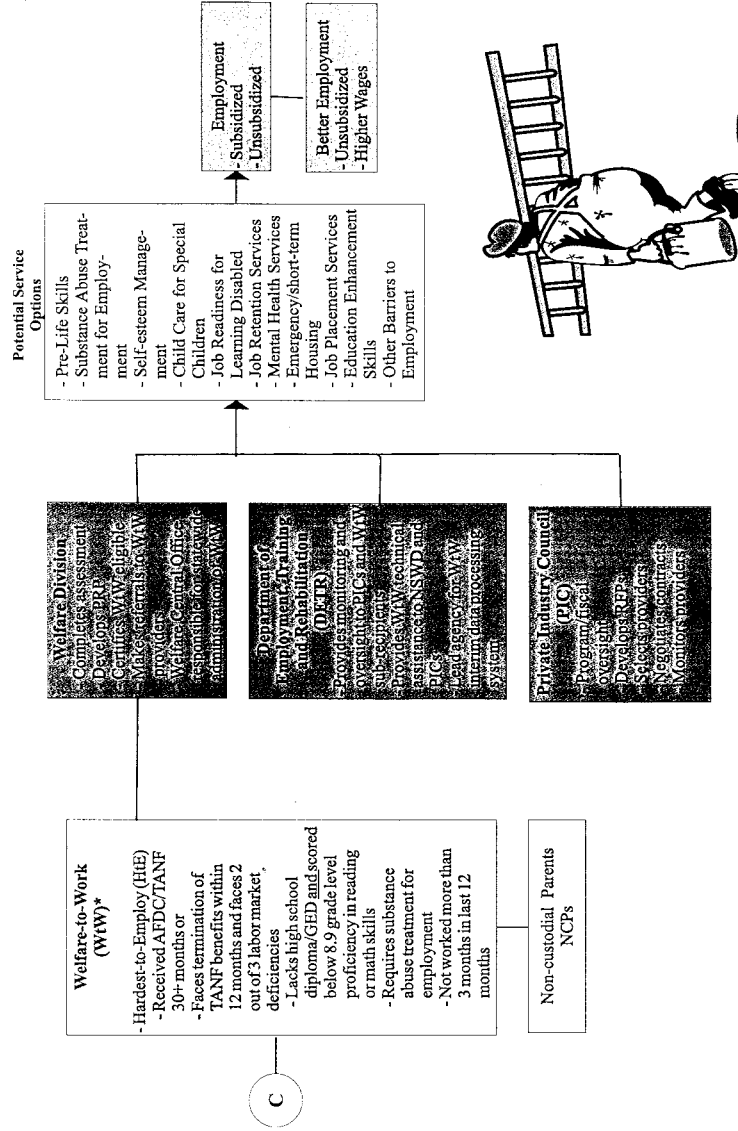 C
Welfare-to-Work
(WtW)*
- Hardest-to-Employ (HtE)
- Received AFDC/TANF
30+ months or
- Faces termination of
TANF benefits within
12 months and faces 2
out of 3 labor market
deficiencies
- Lacks high school
diploma/GED and scored
below 8.9 grade level
proficiency in reading
or math skills
- Requires substance
abuse treatment for
employment
- Not worked more than
3 months in last 12
months
Non-custodial Parents
NCPs
Welfare Division
- Completes assessment
- Develops PRP
- Certifies WtW eligible
- Makes referrals to WtW
providers
- Welfare Central Office
responsible for statewide
administration of WtW
Department of
Employment, Training
and Rehabilitation
(DETR)
- Provides monitoring and
oversight to PICs and WtW
sub-recipients
- Provides WtW technical
assistance to NSWD and
PICs
- Lead agency for WtW
interim data processing
system
Private Industry Council
(PIC)
- Program/fiscal
oversight
- Develops RFPs
- Selects providers
- Negotiates contracts
- Monitors providers
Potential Service
Options
- Pre-Life Skills
- Substance Abuse Treat-
ment for Employ-
ment
- Self-esteem Manage-
ment
- Child Care for Special
Children
- Job Readiness for
Learning Disabled
- Job Retention Services
- Mental Health Services
- Emergency/short-term
Housing
- Job Placement Services
- Education Enhancement
Skills
- Other Barriers to
Employment
Employment
- Subsidized
- Unsubsidized
Better Employment
- Unsubsidized
- Higher Wages